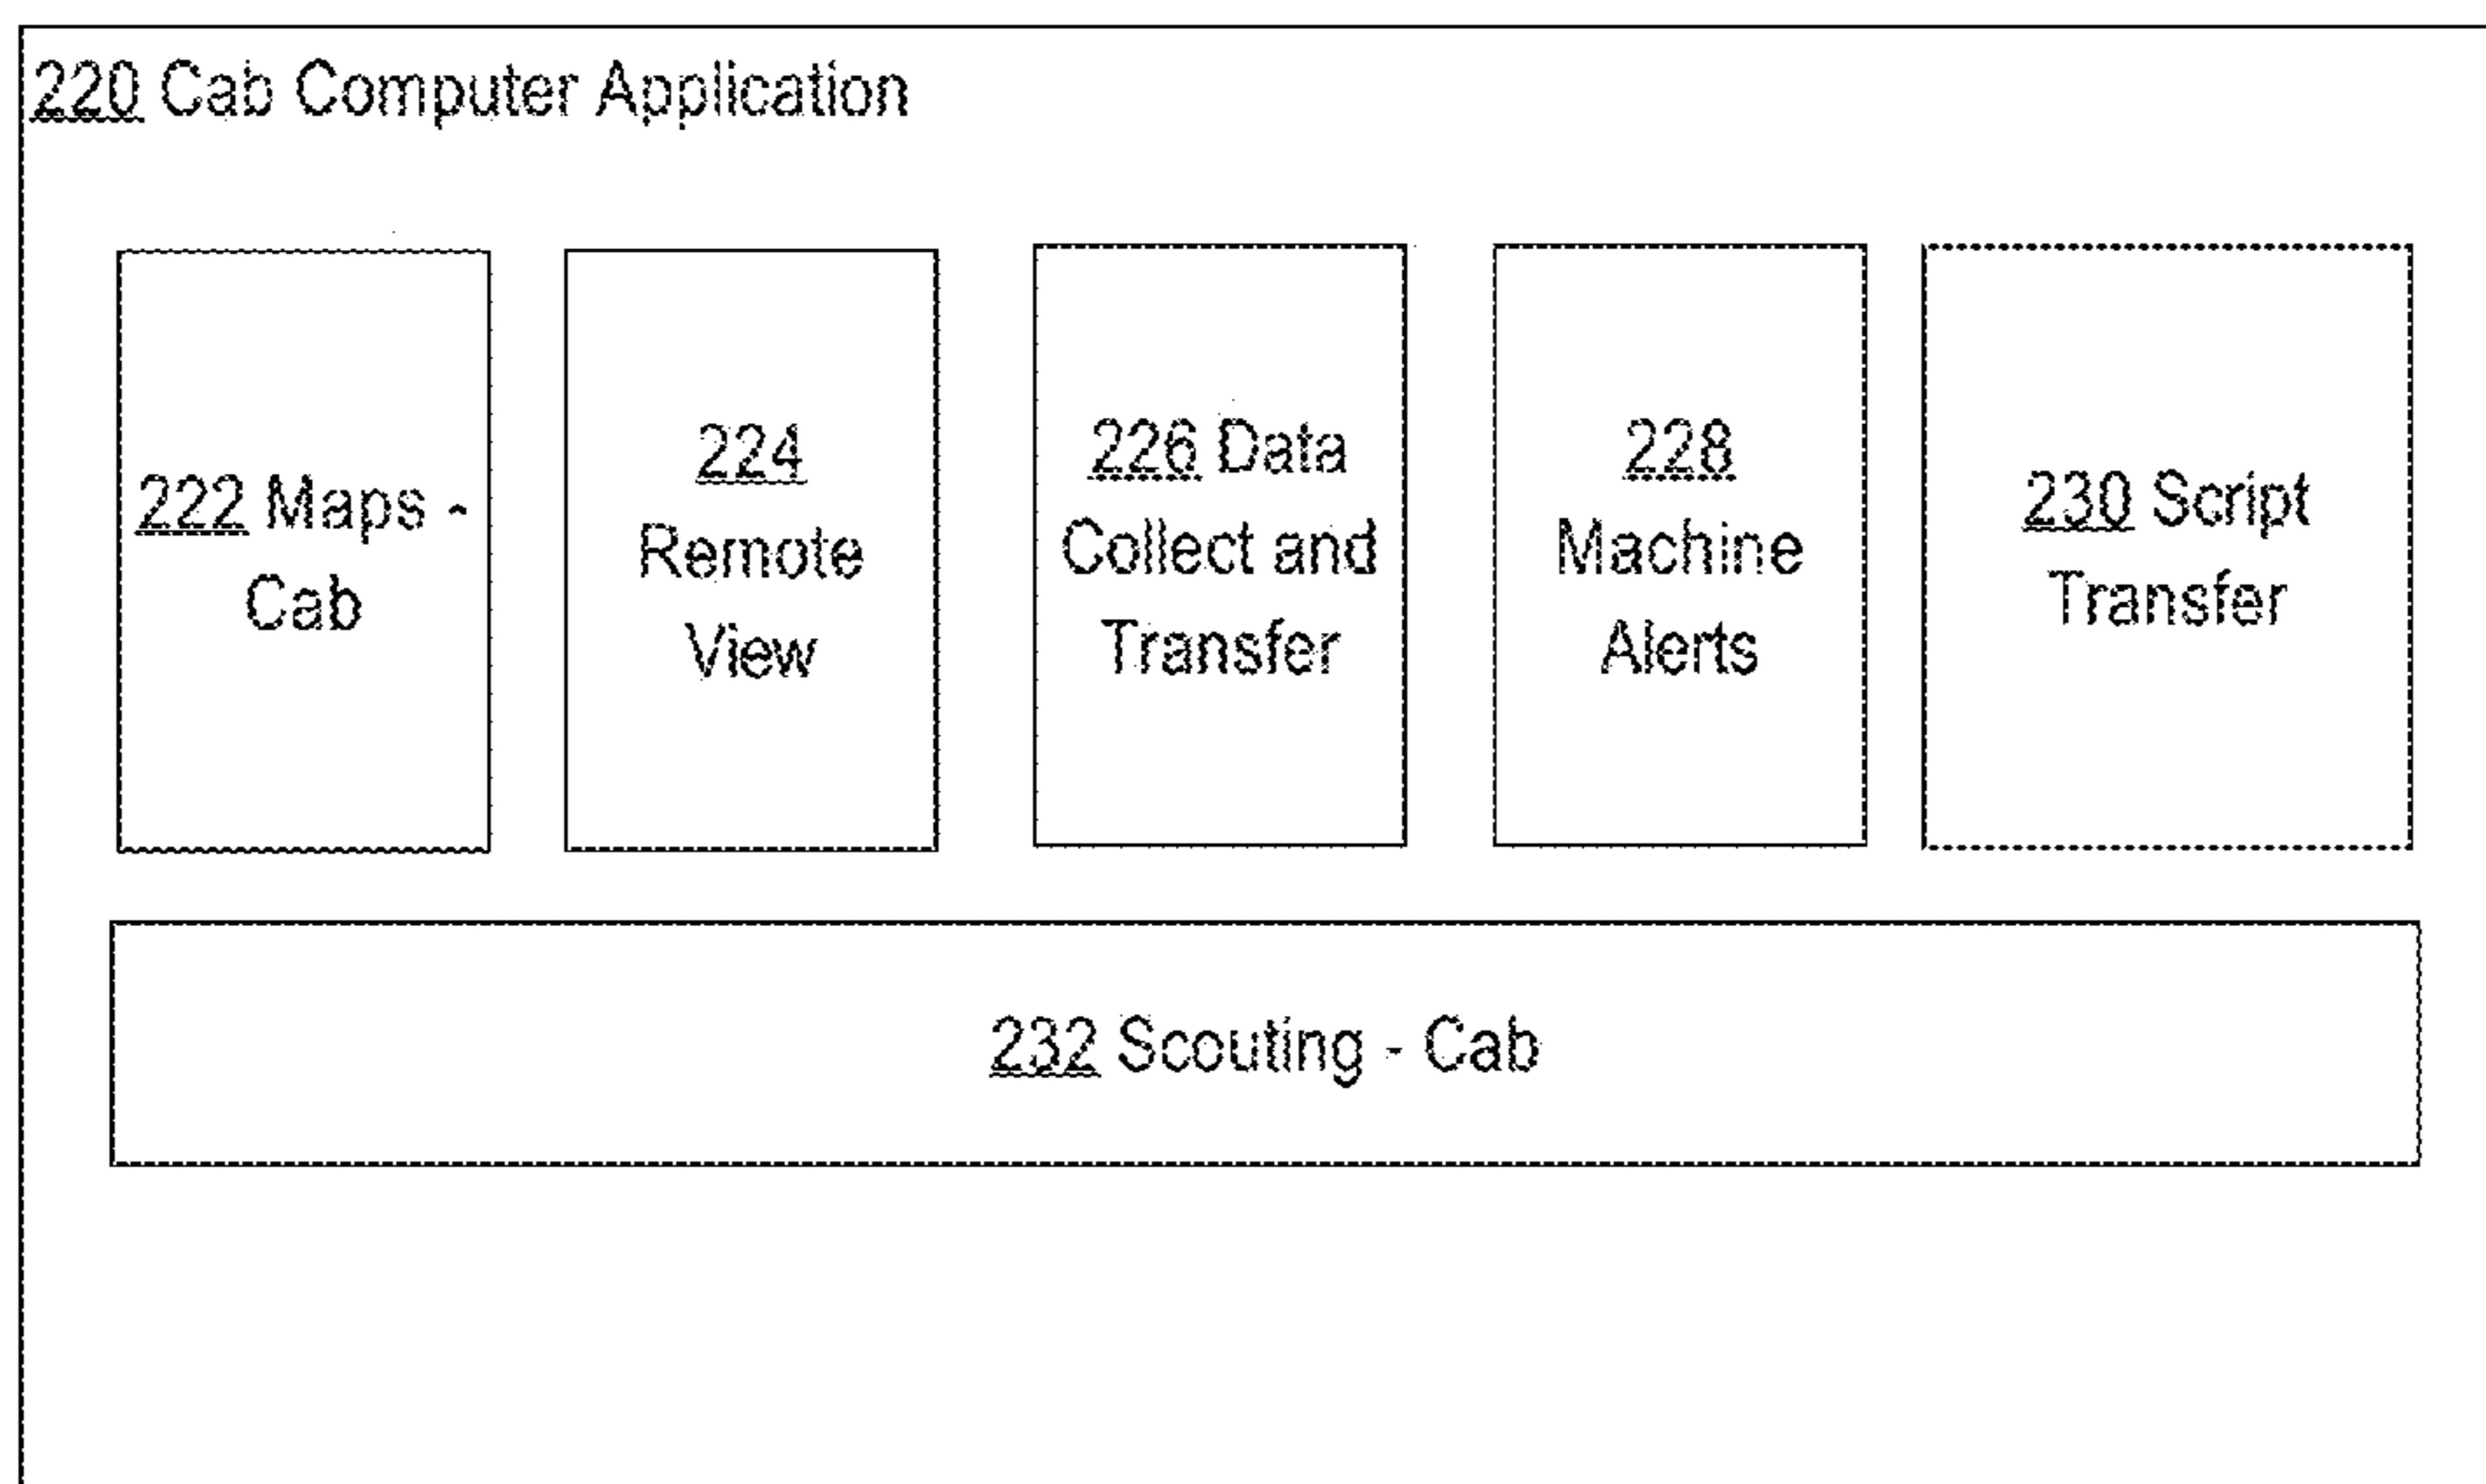 220 Cab Computer Application
222 Maps -
Cab
224
Remote
View
226 Data
Collect and
Transfer
228
Machine
Alerts
230 Script
Transfer
232 Scouting - Cab